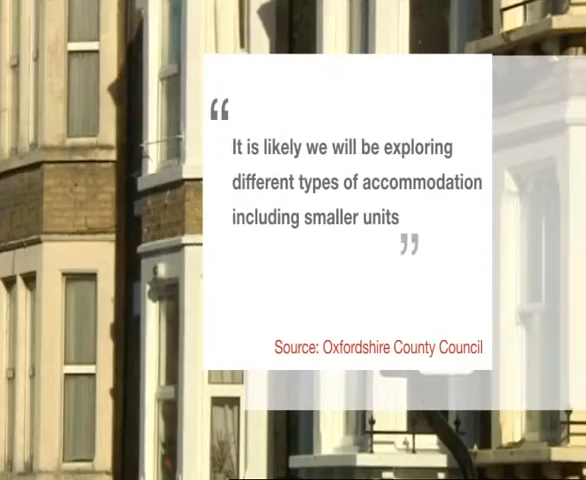 “
It is likely we will be exploring
different types of accommodation
including smaller units
”
Source: Oxfordshire County Council